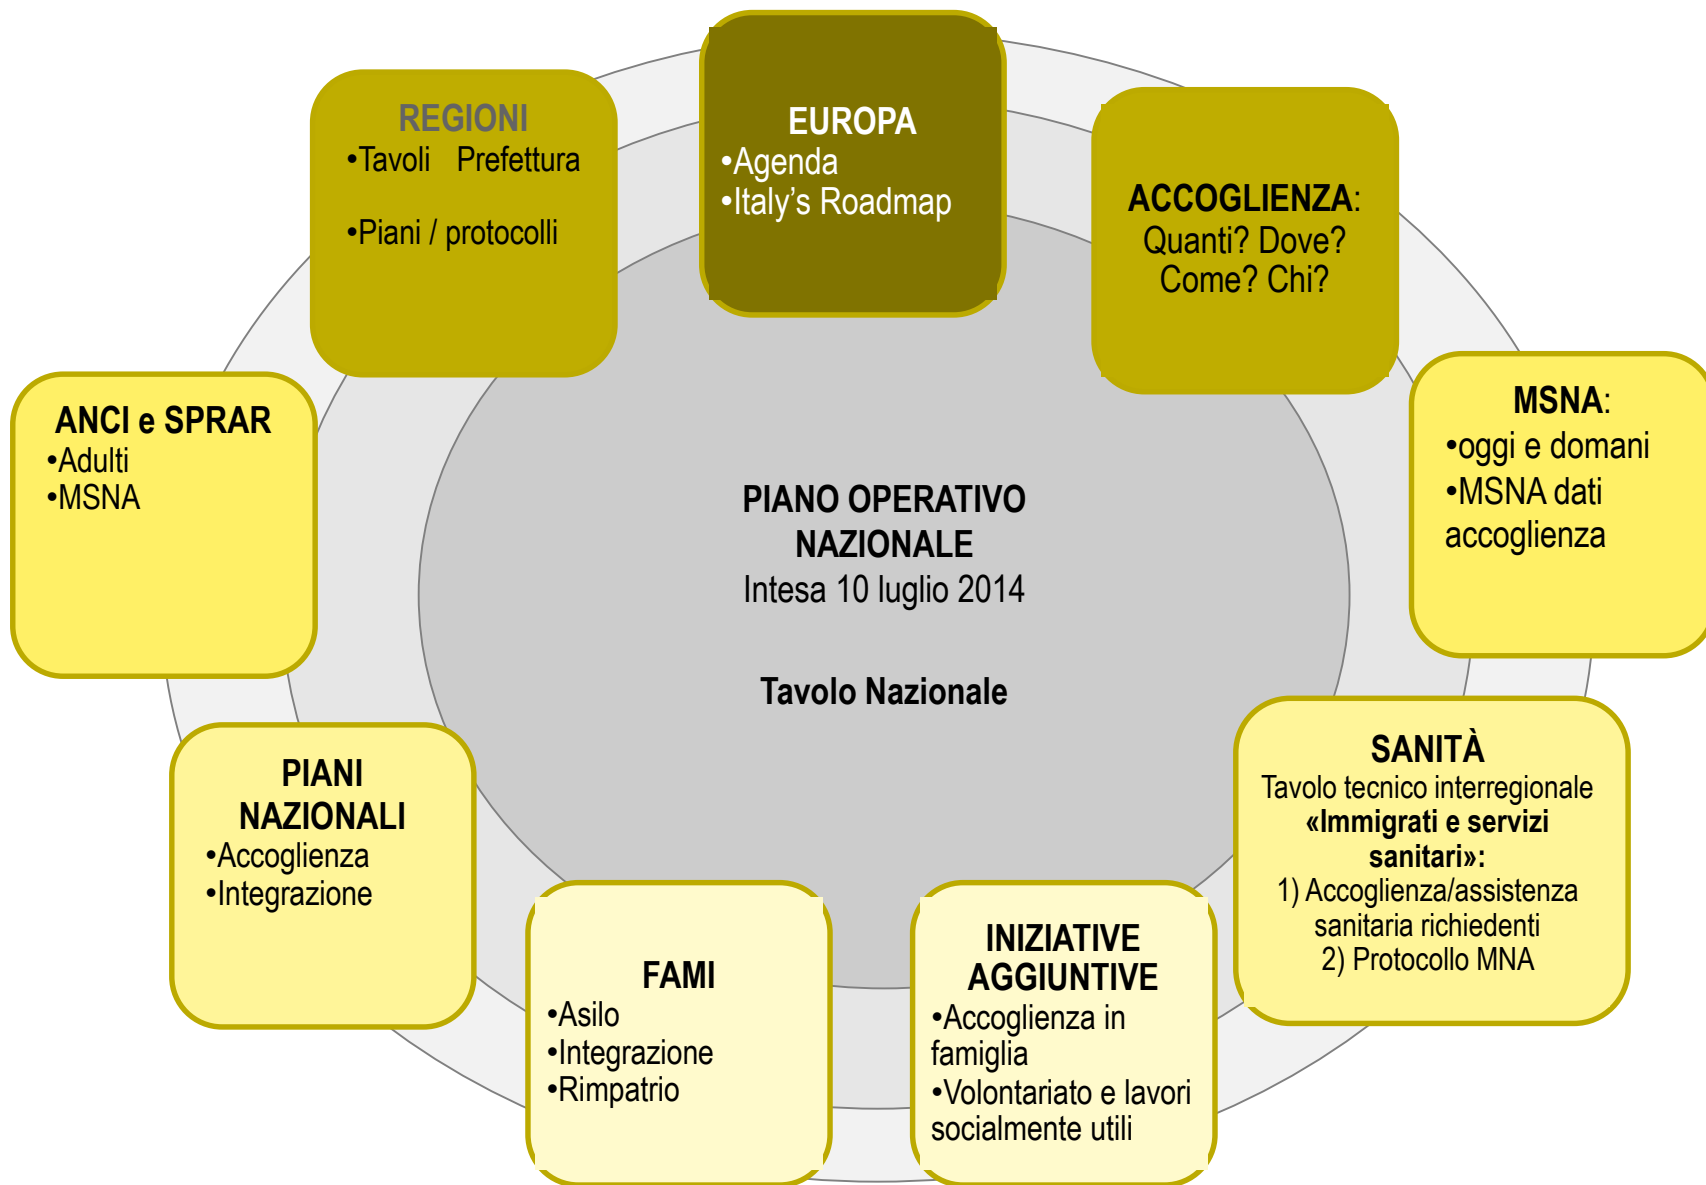 EUROPA
•Agenda
•Italy’s Roadmap
REGIONI
•Tavoli Prefettura
•Piani / protocolli
ACCOGLIENZA:
Quanti? Dove?
Come? Chi?
ANCI e SPRAR
•Adulti
•MSNA
MSNA:
•oggi e domani
•MSNA dati
accoglienza
PIANO OPERATIVO
NAZIONALE
Intesa 10 luglio 2014
Tavolo Nazionale
PIANI
NAZIONALI
•Accoglienza
•Integrazione
SANITÀ
Tavolo tecnico interregionale
«Immigrati e servizi
sanitari»:
1) Accoglienza/assistenza
sanitaria richiedenti
2) Protocollo MNA
FAMI
•Asilo
•Integrazione
•Rimpatrio
INIZIATIVE
AGGIUNTIVE
•Accoglienza in
famiglia
•Volontariato e lavori
socialmente utili